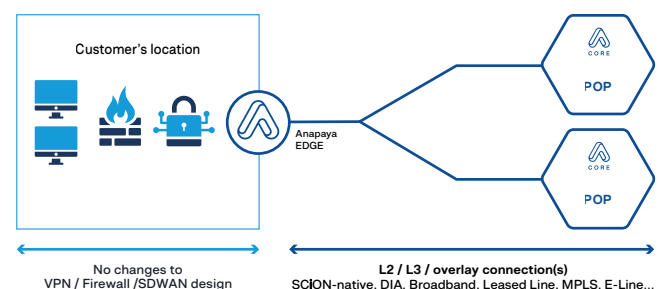 Customer's location
CORE
POP
Anapaya
EDGE
CORE
POP
No changes to
VPN / Firewall /SDWAN design
L2 / L3 / overlay connection(s)
SCION-native, DIA, Broadband, Leased Line, MPLS, E-Line...